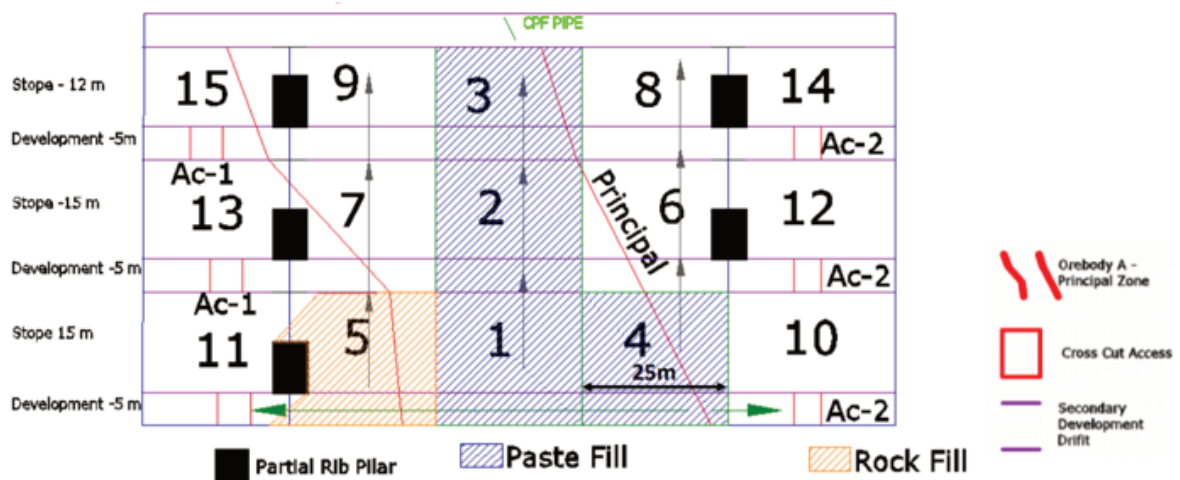 CPF PIPE
Stope - 12 m
15
9
3
8
14
Development -5m
Ac-2
Ac-1
Stope -15 m
13
7
2
Principal
6
12
Development -5 m
Ac-2
Ac-1
Stope 15 m
11
5
1
4
10
25m
Development -5 m
Ac-2
Orebody A -
Principal Zone
Cross Cut Access
Secondary
Development
Drifit
Partial Rib Pilar
Paste Fill
Rock Fill